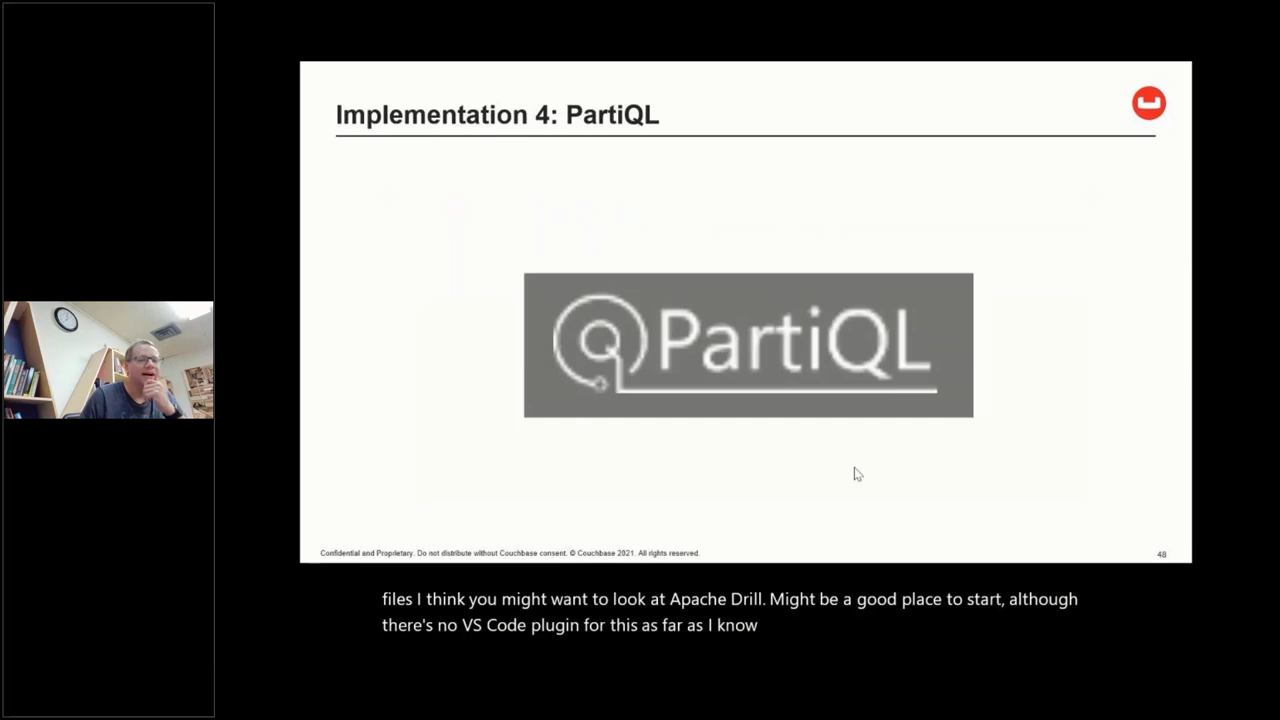 Implementation 4: PartiQL
PartiQL
Confidential and Proprietary. Do not distribute without Couchbase consent. © Couchbase 2021. All rights reserved.
48
files I think you might want to look at Apache Drill. Might be a good place to start, although
there's no VS Code plugin for this as far as I know